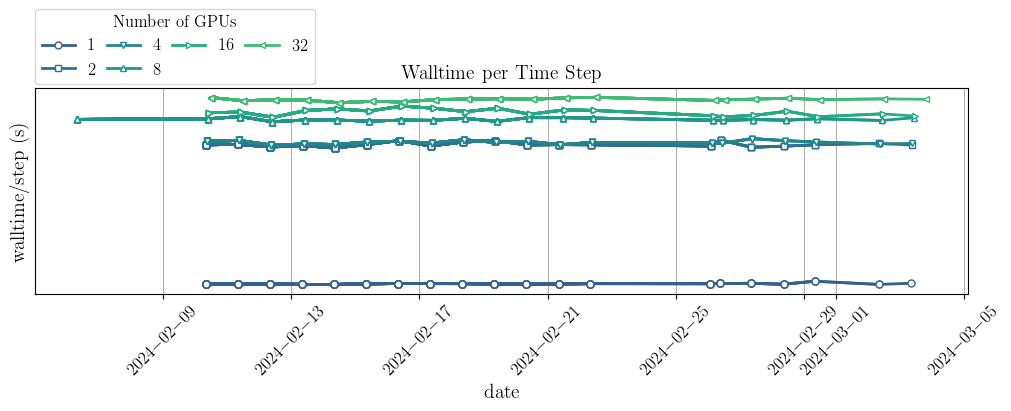 Number of GPUs
1 4 16 32
2 8
Walltime per Time Step
walltime/step (s)
2024−02−09 2024−02−13 2024−02−17 2024−02−21 2024−02−25 2024−02−29 2024−03−01 2024−03−05
date